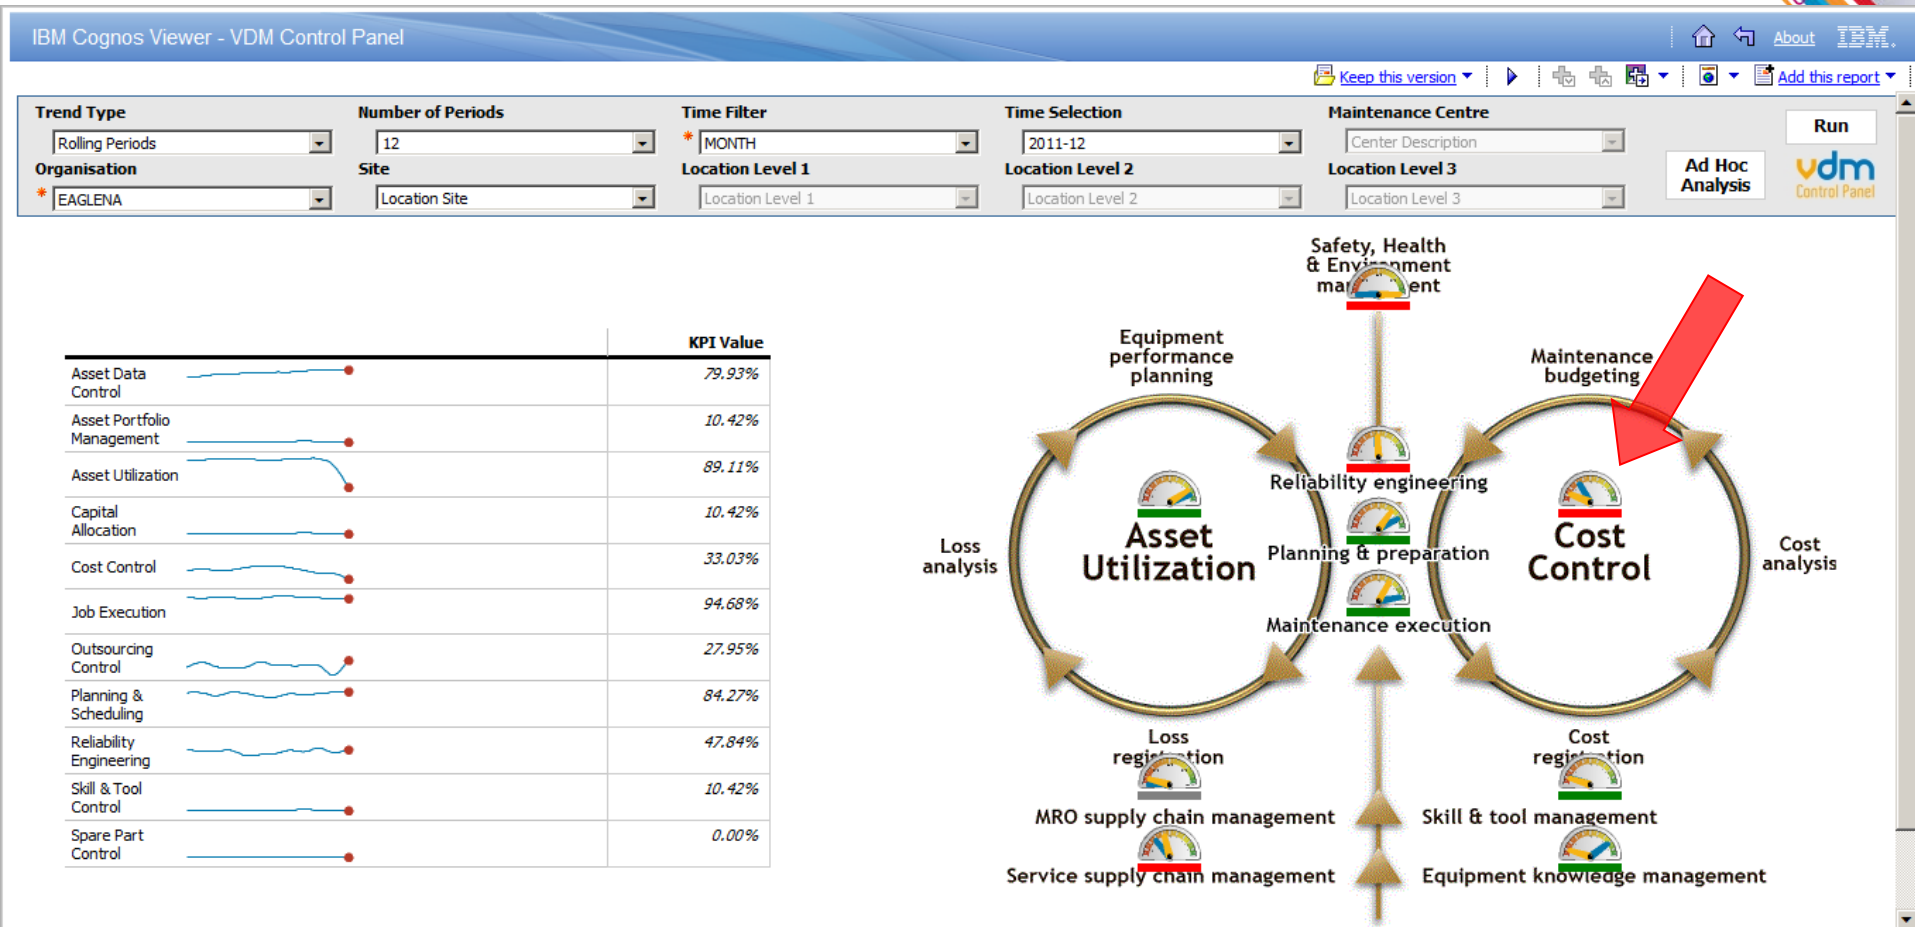 IBM Cognos Viewer - VDM Control Panel
About
IBM.
Keep this version
Add this report
Trend Type
Number of Periods
Time Filter
Time Selection
Maintenance Centre
Rolling Periods
12
* MONTH
2011-12
Center Description
Run
Organisation
Site
Location Level 1
Location Level 2
Location Level 3
* EAGLENA
Location Site
Location Level 1
Location Level 2
Location Level 3
Ad Hoc
Analysis
vdm
Control Panel
KPI Value
Asset Data
Control
79.93%
Asset Portfolio
Management
10.42%
Asset Utilization
89.11%
Capital
Allocation
10.42%
Cost Control
33.03%
Job Execution
94.68%
Outsourcing
Control
27.95%
Planning &
Scheduling
84.27%
Reliability
Engineering
47.84%
Skill & Tool
Control
10.42%
Spare Part
Control
0.00%
Safety, Health
& Environment
management
Equipment
performance
planning
Maintenance
budgeting
Reliability engineering
Asset
Utilization
Planning & preparation
Cost
Control
Loss
analysis
Cost
analysis
Maintenance execution
Loss
registration
Cost
registration
MRO supply chain management
Skill & tool management
Service supply chain management
Equipment knowledge management